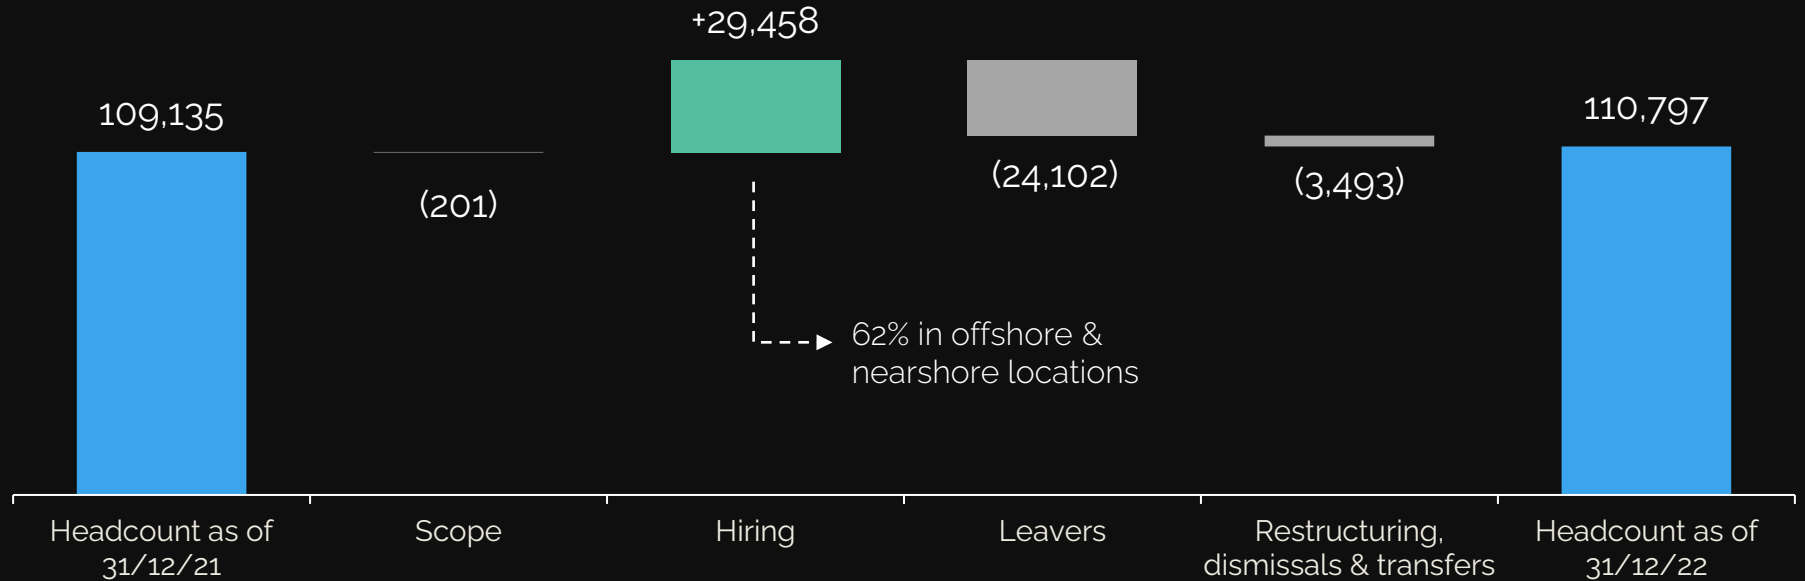 +29,458
109,135
110,797
(201)
(24,102)
(3,493)
62% in offshore &
nearshore locations
Headcount as of
31/12/21
Scope
Hiring
Leavers
Restructuring,
dismissals & transfers
Headcount as of
31/12/22